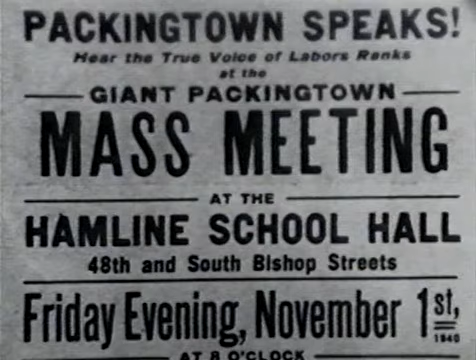 PACKINGTOWN SPEAKS!
Hear the True Voice of Labors Ranks
at the
GIANT PACKINGTOWN
MASS MEETING
AT THE
HAMLINE SCHOOL HALL
48th and South Bishop Streets
Friday Evening, November 1st,
1940
AT 8 O'CLOCK